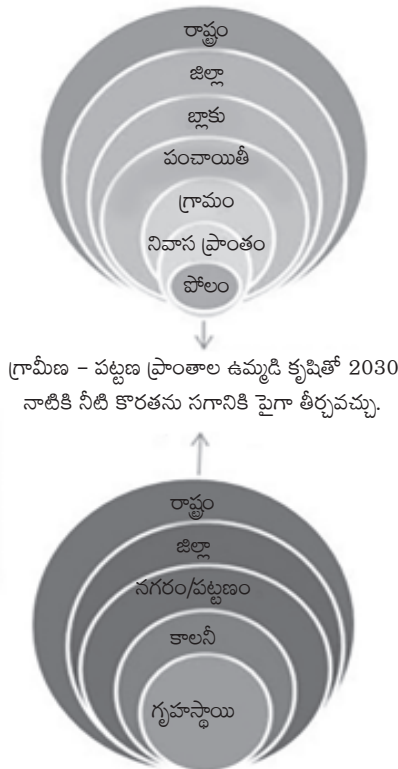 రాష్ట్రం
జిల్లా
బ్లాకు
పంచాయితీ
గ్రామం
నివాస ప్రాంతం
పోలం
గ్రామీణ – పట్టణ ప్రాంతాల ఉమ్మడి కృషితో 2030
నాటికి నీటి కొరతను సగానికి పైగా తీర్చవచ్చు.
రాష్ట్రం
జిల్లా
నగరం/పట్టణం
కాలనీ
గృహస్థాయి